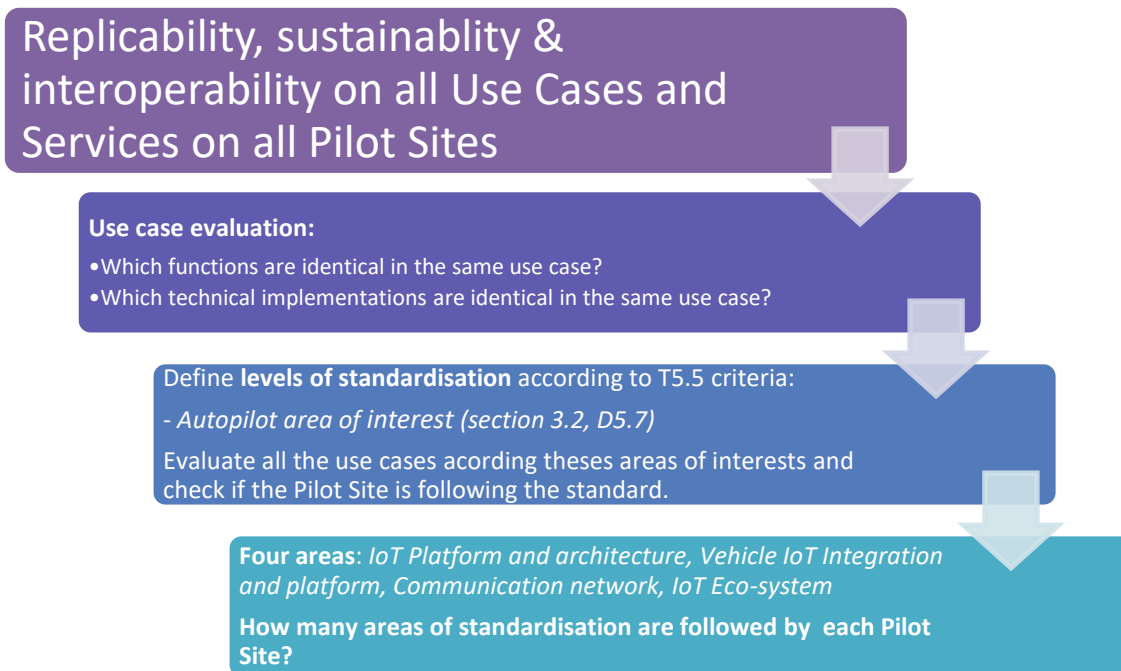 Replicability, sustainablity &
interoperability on all Use Cases and
Services on all Pilot Sites
Use case evaluation:
•Which functions are identical in the same use case?
•Which technical implementations are identical in the same use case?
Define levels of standardisation according to T5.5 criteria:
- Autopilot area of interest (section 3.2, D5.7)
Evaluate all the use cases acording theses areas of interests and
check if the Pilot Site is following the standard.
Four areas: IoT Platform and architecture, Vehicle IoT Integration
and platform, Communication network, IoT Eco-system
How many areas of standardisation are followed by each Pilot
Site?